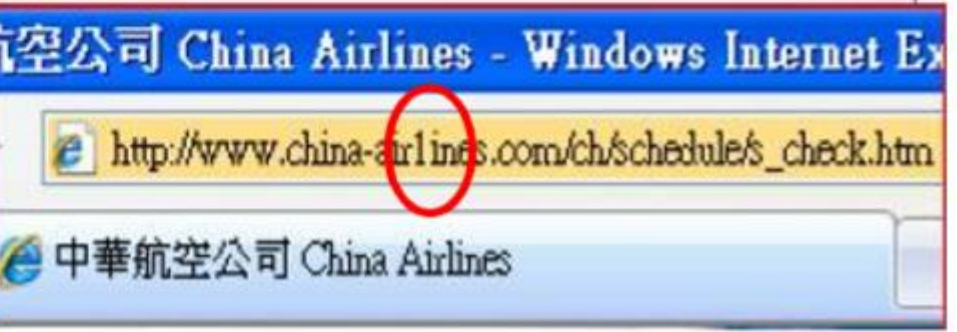 空公司 China Airlines - Windows Internet Ex
http://www.china-air1ines.com/ch/schedule/s_check.htm
中華航空公司 China Airlines